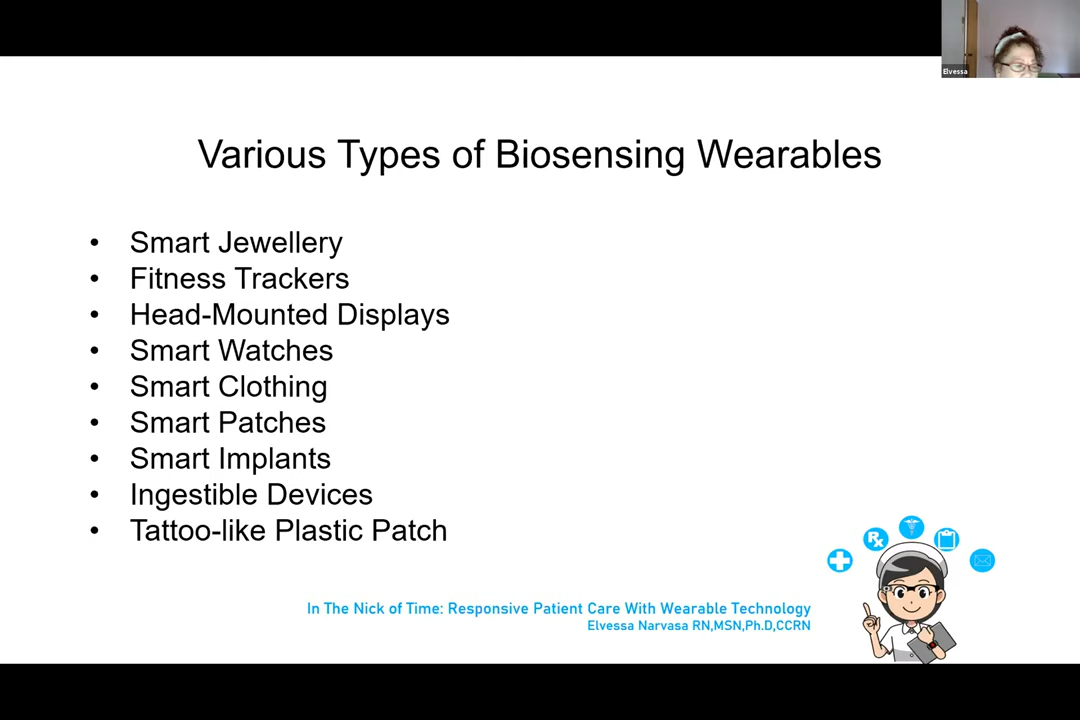 Elvessa
Various Types of Biosensing Wearables
• Smart Jewellery
• Fitness Trackers
• Head-Mounted Displays
• Smart Watches
• Smart Clothing
• Smart Patches
• Smart Implants
• Ingestible Devices
• Tattoo-like Plastic Patch
Rx
In The Nick of Time: Responsive Patient Care With Wearable Technology
Elvessa Narvasa RN,MSN,Ph.D,CCRN